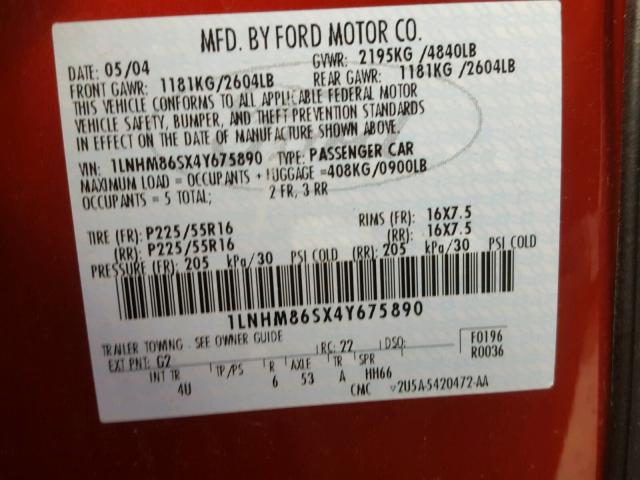 MFD. BY FORD MOTOR CO.
DATE: 05/04 GVWR: 2195KG /4840LB
FRONT GAWR: 1181KG/2604LB REAR GAWR: 1181KG /2604LB
THIS VEHICLE CONFORMS TO ALL APPLICABLE FEDERAL MOTOR
VEHICLE SAFETY, BUMPER, AND THEFT PREVENTION STANDARDS
IN EFFECT ON THE DATE OF MANUFACTURE SHOWN ABOVE.
VIN: 1LNHM86SX4Y675890 TYPE: PASSENGER CAR
MAXIMUM LOAD = OCCUPANTS + LUGGAGE =408KG/0900LB
OCCUPANTS = 5 TOTAL; 2 FR, 3 RR
TIRE (FR): P225/55R16 RIMS (FR): 16X7.5
(RR): P225/55R16 (RR): 16X7.5
PRESSURE (FR): 205 kPa/30 PSI COLD (RR): 205 kPa/30 PSI COLD
1LNHM86SX4Y675890
TRAILER TOWING - SEE OWNER GUIDE
EXT PNT: G2 RC: 22 DSO: F0196
INT TR TP/PS R AXLE TR SPR R0036
4U 6 53 A HH66
CMC v2U5A-5420472-AA